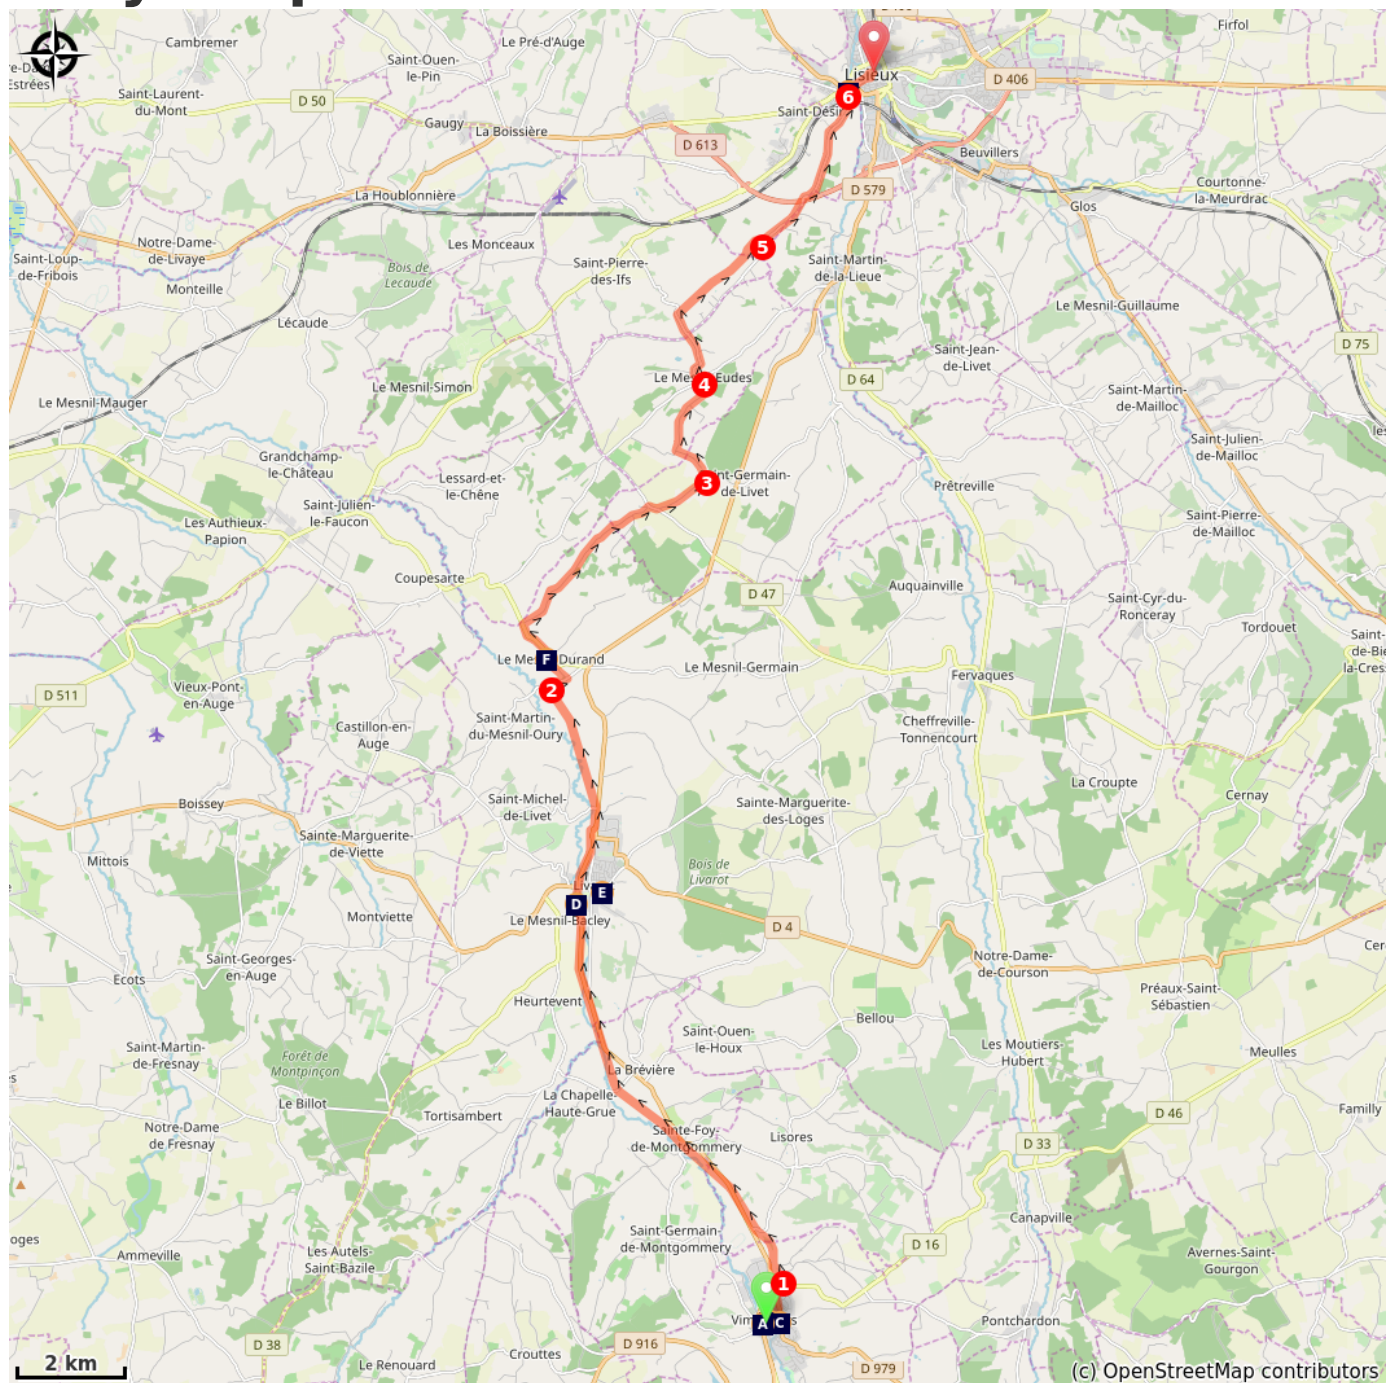 Cambremer
Le Pré-d'Auge
Firfol
Saint-Ouen-
le-Pin
Lisieux
D 406
Saint-Laurent-
du-Mont
D 50
6
Gaugy
La Boissière
D 613
Beuvillers
La Houblonnière
D 579
Courtonne-
la-Meurdrac
Glos
Notre-Dame-
de-Livaye
Les Monceaux
5
Saint-Loup-
de-Fribois
Monteille
Bois de
Lecaude
Saint-Pierre-
des-Ifs
Saint-Martin-
de-la-Lieue
Le Mesnil-Guillaume
Lécaude
D 75
Saint-Jean-
de-Livet
Le Mesnil-Simon
4
D 64
Le Mesnil-Mauger
Saint-Martin-
de-Mailloc
Saint-Julien-
de-Mailloc
Grandchamp-
le-Château
Lessard-et-
le-Chêne
3
de-Livet
Prêtreville
Saint-Julien-
le-Faucon
Les Authieux-
Papion
Saint-Pierre-
de-Mailloc
Coupesarte
D 47
Auquainville
Saint-Cyr-du-
Ronceray
Tordouet
F
Le Mesnil-Germain
D 511
Vieux-Pont-
en-Auge
2
Fervaques
Saint-Martin-
du-Mesnil-Oury
Castillon-en-
Auge
Cheffreville-
Tonnencourt
La Croupte
Cernay
Boissey
Saint-Michel-
de-Livet
Sainte-Marguerite-
des-Loges
Sainte-Marguerite-
de-Viette
Mittois
Bois de
Livarot
D
E
Montviette
Le Mesnil-Bacley
D 4
Saint-Georges-
en-Auge
Notre-Dame-
de-Courson
Ecots
Préaux-Saint-
Sébastien
Heurtevent
Bellou
Saint-Ouen-
le-Houx
Saint-Martin-
de-Fresnay
Forêt de
Montpinçon
Les Moutiers-
Hubert
Meulles
La Brévière
Le Billot
La Chapelle-
Haute-Grue
Tortisambert
D 46
Familly
Notre-Dame
de Fresnay
Sainte-Foy-
de-Montgommery
Lisores
D 33
Canapville
Saint-Germain-
de-Montgommery
D 16
Ammeville
Les Autels-
Saint-Bazile
Avernes-Saint-
Gourgon
1
A
C
Pontchardon
D 38
D 916
Crouttes
Le Renouard
D 979
2 km
(c) OpenStreetMap contributors